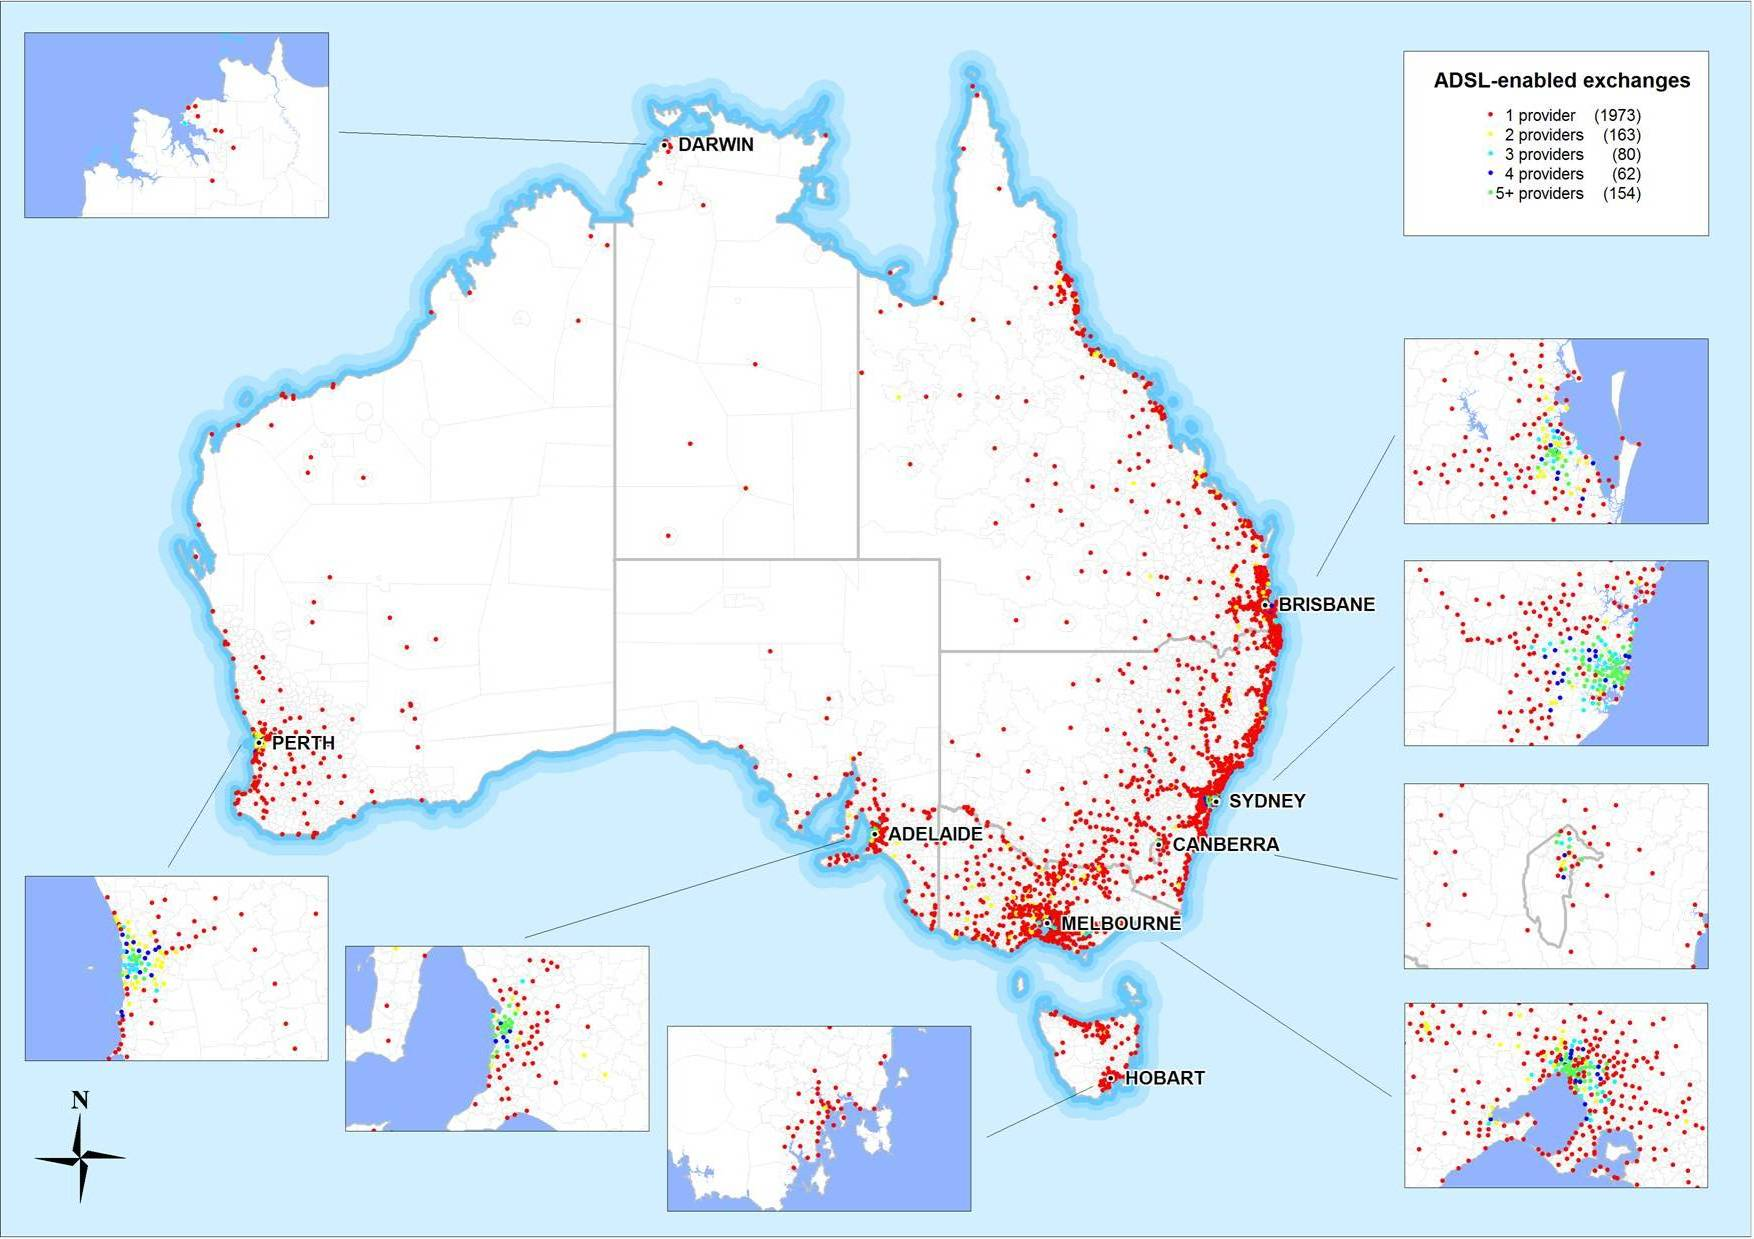 ADSL-enabled exchanges
1 provider (1973)
2 providers (163)
3 providers (80)
4 providers (62)
5+ providers (154)
DARWIN
BRISBANE
PERTH
SYDNEY
ADELAIDE
CANBERRA
MELBOURNE
HOBART
N